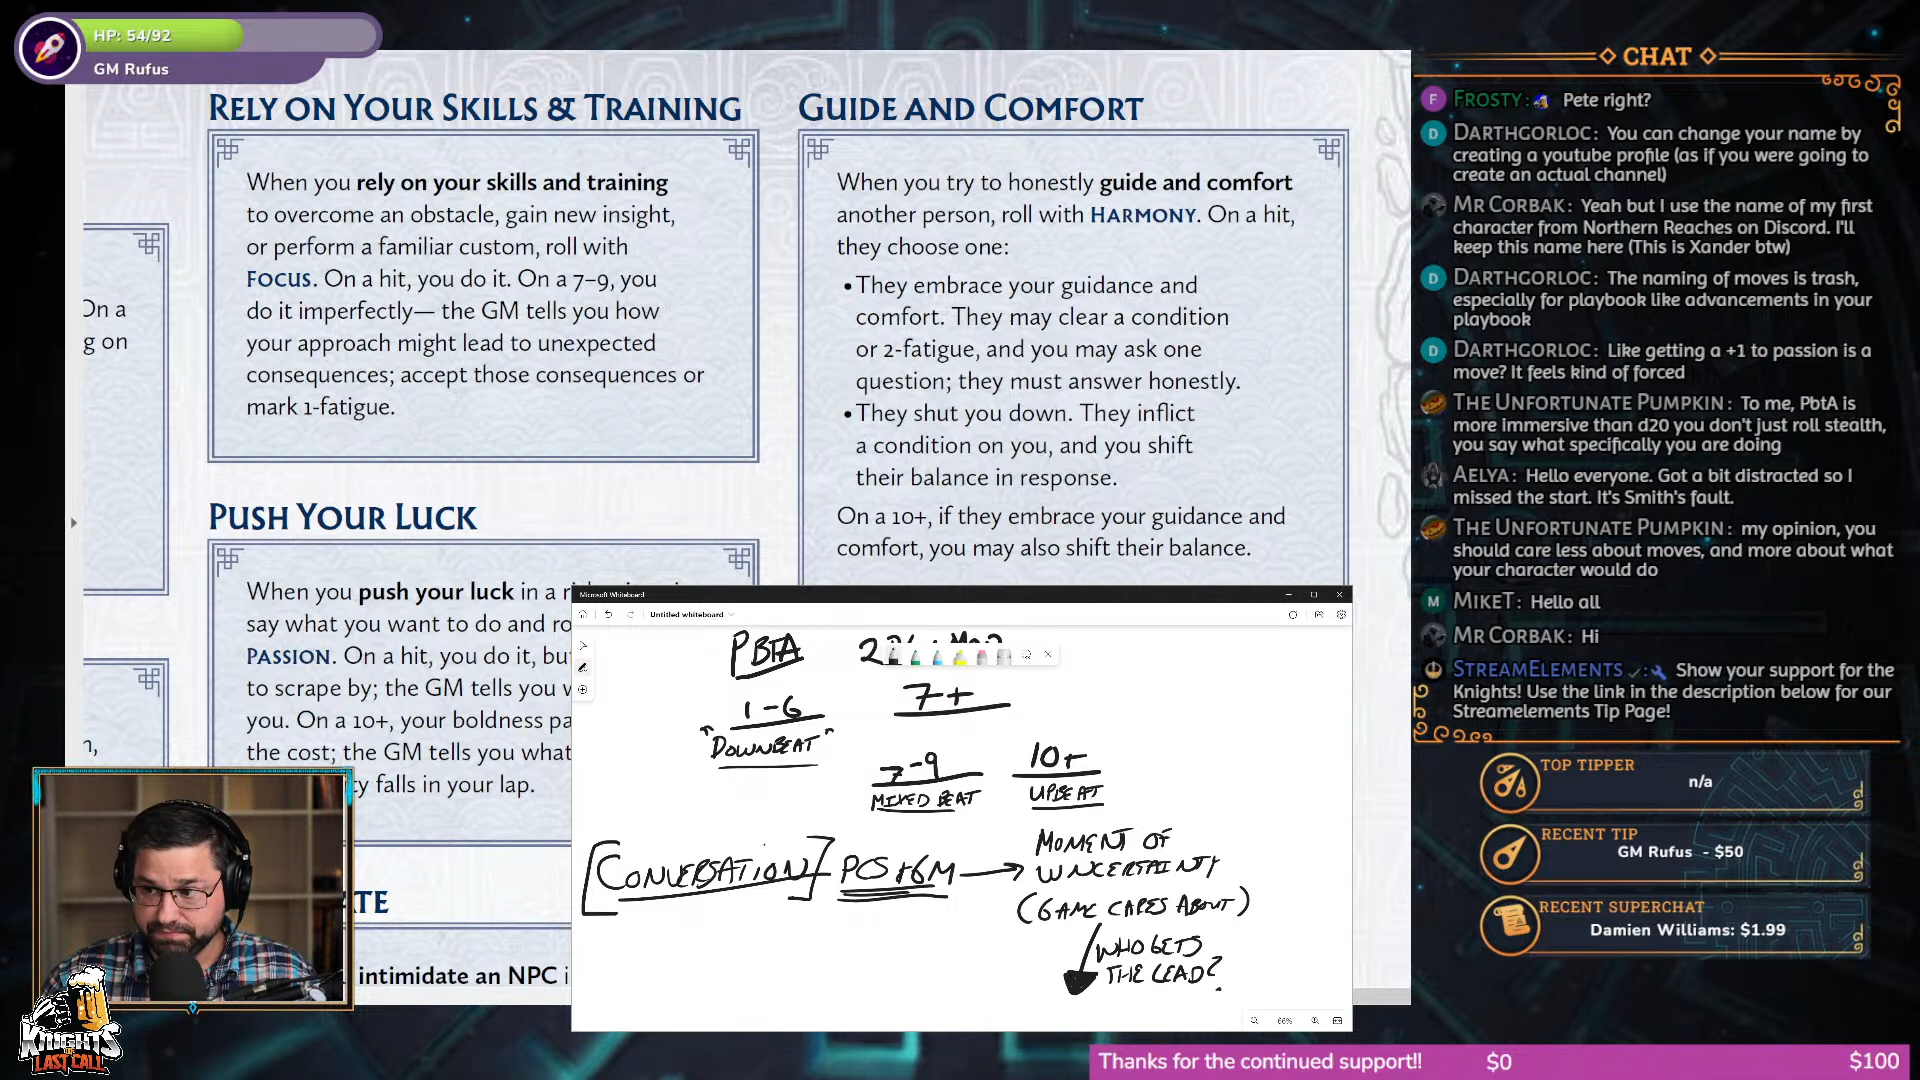 HP: 54/92
GM Rufus
RELY ON YOUR SKILLS & TRAINING
When you rely on your skills and training
to overcome an obstacle, gain new insight,
or perform a familiar custom, roll with
FOCUS. On a hit, you do it. On a 7–9, you
do it imperfectly— the GM tells you how
your approach might lead to unexpected
consequences; accept those consequences or
mark 1-fatigue.
On a
g on
PUSH YOUR LUCK
When you push your luck in a
say what you want to do and ro
PASSION. On a hit, you do it, bu
to scrape by; the GM tells you w
you. On a 10+, your boldness pa
the cost; the GM tells you what
ty falls in your lap.
n,
ATE
intimidate an NPC i
GUIDE AND COMFORT
When you try to honestly guide and comfort
another person, roll with HARMONY. On a hit,
they choose one:
• They embrace your guidance and
comfort. They may clear a condition
or 2-fatigue, and you may ask one
question; they must answer honestly.
• They shut you down. They inflict
a condition on you, and you shift
their balance in response.
On a 10+, if they embrace your guidance and
comfort, you may also shift their balance.
Microsoft Whiteboard
Untitled whiteboard
PBTA 2
1-6 7+
"DOWNBEAT"
7-9 10+
MIXED BEAT UPBEAT
[CONVERSATION] PCS+GM → MOMENT OF
UNCERTAINTY
(GAME CARES ABOUT)
WHO GETS
THE LEAD?
66%
CHAT
FROSTY: Pete right?
DARTHGORLOC: You can change your name by
creating a youtube profile (as if you were going to
create an actual channel)
MR CORBAK: Yeah but I use the name of my first
character from Northern Reaches on Discord. I'll
keep this name here (This is Xander btw)
DARTHGORLOC: The naming of moves is trash,
especially for playbook like advancements in your
playbook
DARTHGORLOC: Like getting a +1 to passion is a
move? It feels kind of forced
THE UNFORTUNATE PUMPKIN: To me, PbtA is
more immersive than d20 you don't just roll stealth,
you say what specifically you are doing
AELYA: Hello everyone. Got a bit distracted so I
missed the start. It's Smith's fault.
THE UNFORTUNATE PUMPKIN: my opinion, you
should care less about moves, and more about what
your character would do
MIKET: Hello all
MR CORBAK: Hi
STREAMELEMENTS: Show your support for the
Knights! Use the link in the description below for our
Streamelements Tip Page!
TOP TIPPER
n/a
RECENT TIP
GM Rufus - $50
RECENT SUPERCHAT
Damien Williams: $1.99
KNIGHTS
OF
LAST CALL
Thanks for the continued support!! $0 $100